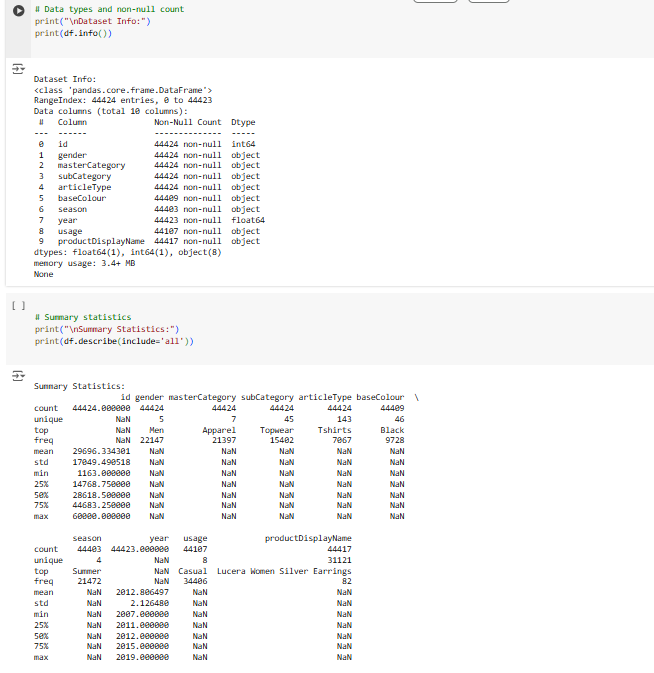 # Data types and non-null count
print("\nDataset Info:")
print(df.info())
Dataset Info:
<class 'pandas.core.frame.DataFrame'>
RangeIndex: 44424 entries, 0 to 44423
Data columns (total 10 columns):
 #   Column              Non-Null Count  Dtype
---  ------              --------------  -----
 0   id                  44424 non-null  int64
 1   gender              44424 non-null  object
 2   masterCategory      44424 non-null  object
 3   subCategory         44424 non-null  object
 4   articleType         44424 non-null  object
 5   baseColour          44409 non-null  object
 6   season              44403 non-null  object
 7   year                44423 non-null  float64
 8   usage               44107 non-null  object
 9   productDisplayName  44417 non-null  object
dtypes: float64(1), int64(1), object(8)
memory usage: 3.4+ MB
None
[ ]
# Summary statistics
print("\nSummary Statistics:")
print(df.describe(include='all'))
Summary Statistics:
                  id gender masterCategory subCategory articleType baseColour  \
count   44424.000000  44424          44424       44424       44424      44409
unique           NaN      5              7          45         143         46
top              NaN    Men        Apparel     Topwear     Tshirts      Black
freq             NaN  22147          21397       15402        7067       9728
mean    29696.334301    NaN            NaN         NaN         NaN        NaN
std     17049.490518    NaN            NaN         NaN         NaN        NaN
min      1163.000000    NaN            NaN         NaN         NaN        NaN
25%     14768.750000    NaN            NaN         NaN         NaN        NaN
50%     28618.500000    NaN            NaN         NaN         NaN        NaN
75%     44683.250000    NaN            NaN         NaN         NaN        NaN
max     60000.000000    NaN            NaN         NaN         NaN        NaN
        season          year   usage             productDisplayName
count    44403  44423.000000   44107                          44417
unique       4           NaN       8                          31121
top     Summer           NaN  Casual  Lucera Women Silver Earrings
freq     21472           NaN   34406                             82
mean       NaN   2012.806497     NaN                            NaN
std        NaN      2.126480     NaN                            NaN
min        NaN   2007.000000     NaN                            NaN
25%        NaN   2011.000000     NaN                            NaN
50%        NaN   2012.000000     NaN                            NaN
75%        NaN   2015.000000     NaN                            NaN
max        NaN   2019.000000     NaN                            NaN